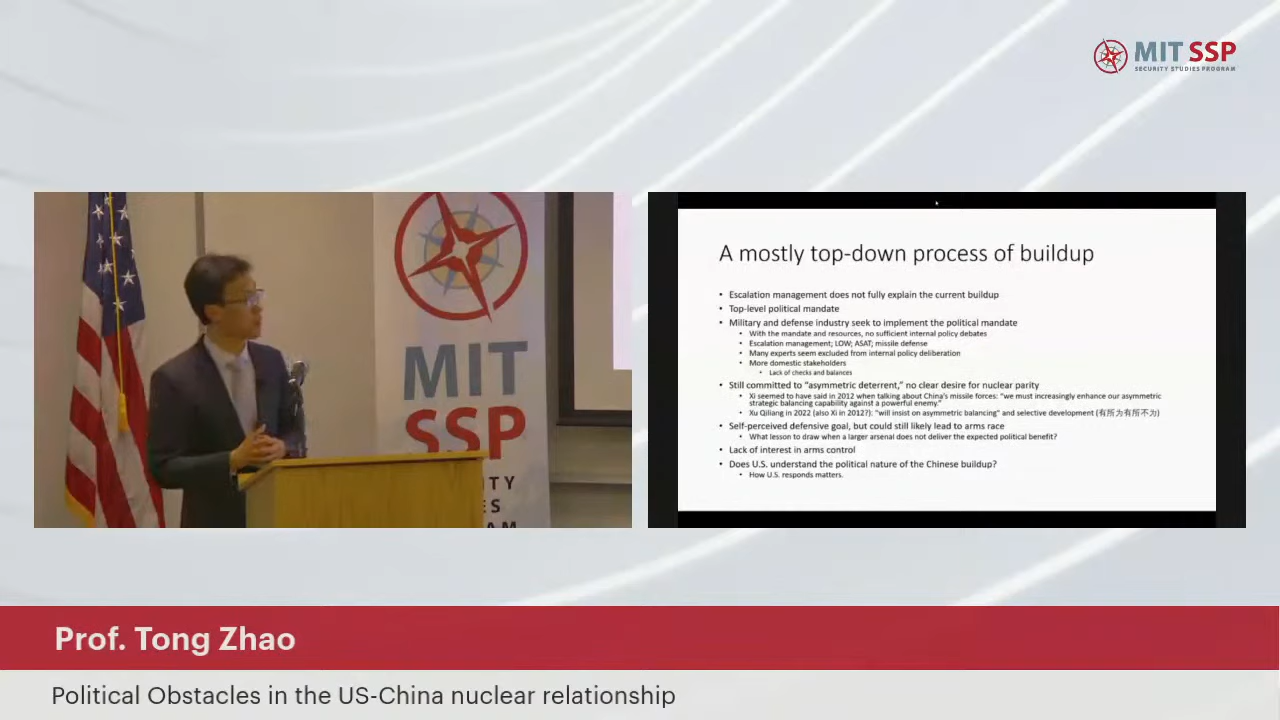 MIT SSP
SECURITY STUDIES PROGRAM
MIT
SSP
TY
ES
AM
A mostly top-down process of buildup
• Escalation management does not fully explain the current buildup
• Top-level political mandate
• Military and defense industry seek to implement the political mandate
• With the mandate and resources, no sufficient internal policy debates
• Escalation management; LOW; ASAT; missile defense
• Many experts seem excluded from internal policy deliberation
• More domestic stakeholders
• Lack of checks and balances
• Still committed to “asymmetric deterrent,” no clear desire for nuclear parity
• Xi seemed to have said in 2012 when talking about China’s missile forces: “we must increasingly enhance our asymmetric
strategic balancing capability against a powerful enemy.”
• Xu Qiliang in 2022 (also Xi in 2012?): “will insist on asymmetric balancing” and selective development (有所为有所不为)
• Self-perceived defensive goal, but could still likely lead to arms race
• What lesson to draw when a larger arsenal does not deliver the expected political benefit?
• Lack of interest in arms control
• Does U.S. understand the political nature of the Chinese buildup?
• How U.S. responds matters.
Prof. Tong Zhao
Political Obstacles in the US-China nuclear relationship